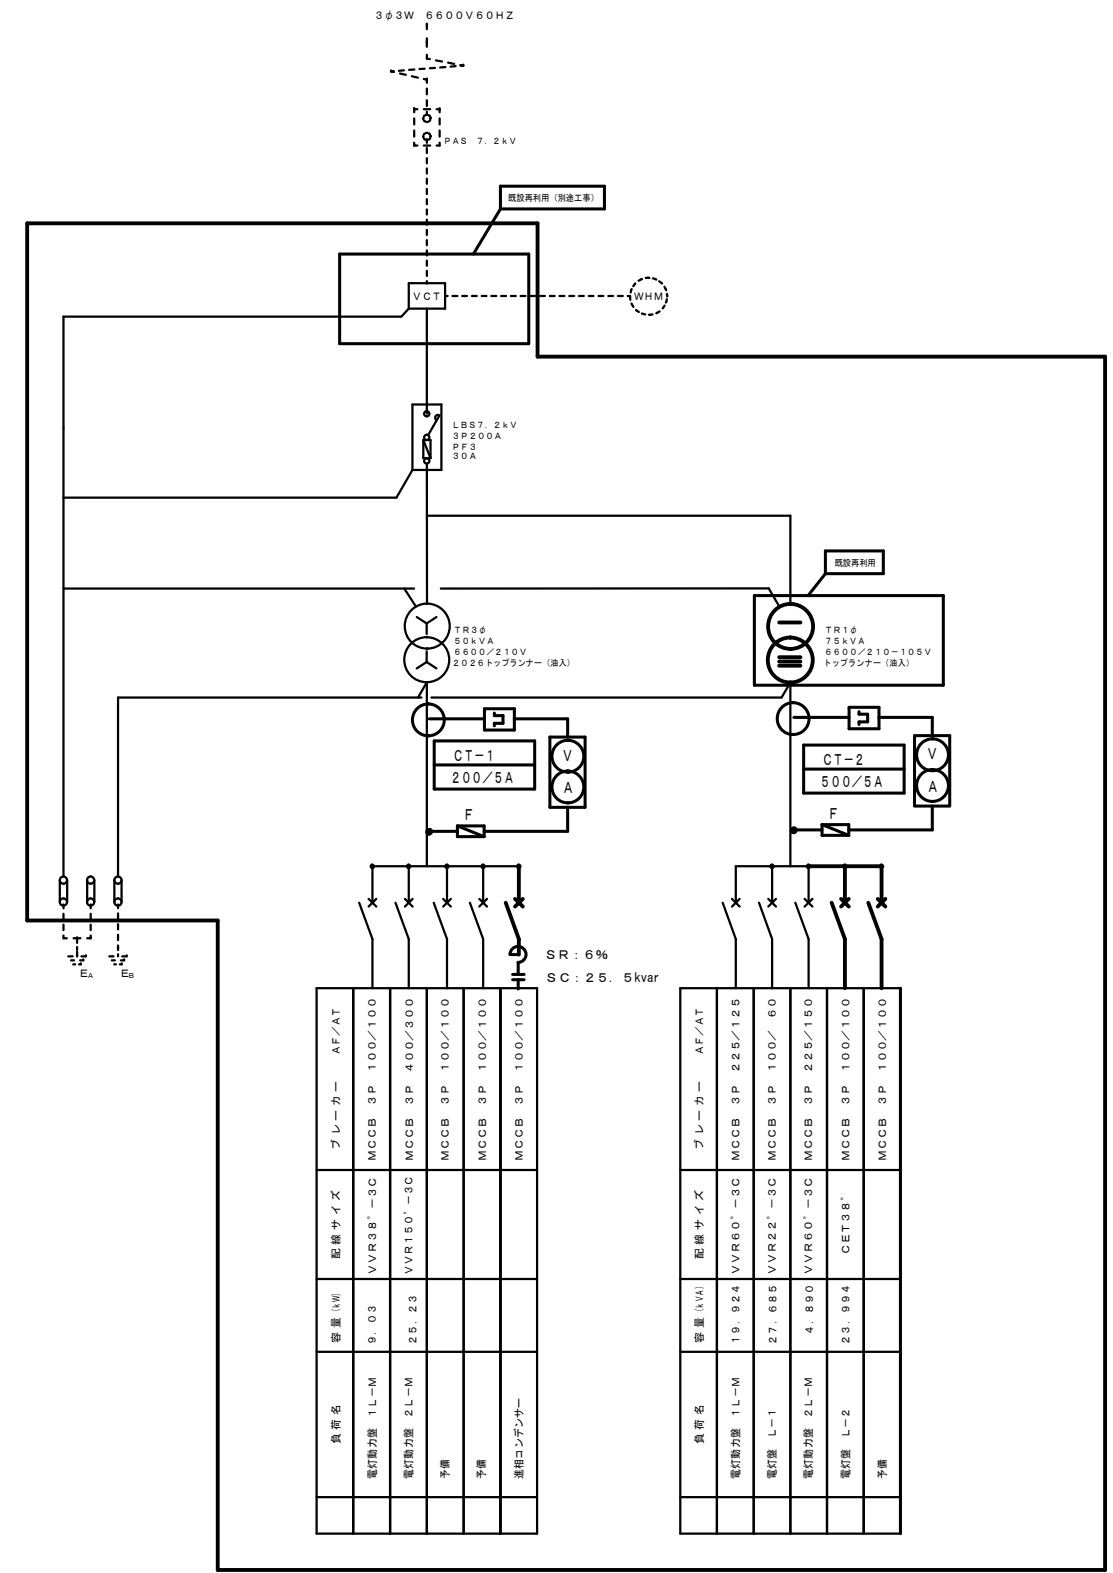 3φ3W 6600V60HZ
PAS 7.2kV
既設再利用（別途工事）
VCT
WHM
LBS7.2kV
3P200A
PF3
30A
既設再利用
TR3φ
50kVA
6600／210V
2026トップランナー（油入）
TR1φ
75kVA
6600／210−105V
トップランナー（油入）
CT−1
200／5A
V
A
F
CT−2
500／5A
V
A
F
EA
EB
SR：6%
SC：25.5kvar
ブレーカー AF／AT
MCCB 3P 100／100
MCCB 3P 400／300
MCCB 3P 100／100
MCCB 3P 100／100
MCCB 3P 100／100
配線サイズ
VVR38°−3C
VVR150°−3C
容量(kW)
9.03
25.23
負荷名
電灯動力盤 1L−M
電灯動力盤 2L−M
予備
予備
進相コンデンサー
ブレーカー AF／AT
MCCB 3P 225／125
MCCB 3P 100／ 60
MCCB 3P 225／150
MCCB 3P 100／100
MCCB 3P 100／100
配線サイズ
VVR60°−3C
VVR22°−3C
VVR60°−3C
CET38°
容量(kVA)
19.924
27.685
4.890
23.994
負荷名
電灯動力盤 1L−M
電灯盤 L−1
電灯動力盤 2L−M
電灯盤 L−2
予備